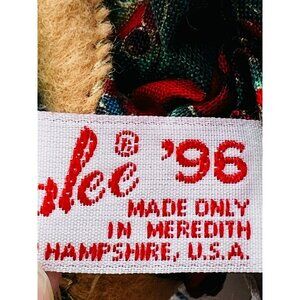 lee ® '96
MADE ONLY
IN MEREDITH
HAMPSHIRE, U.S.A.